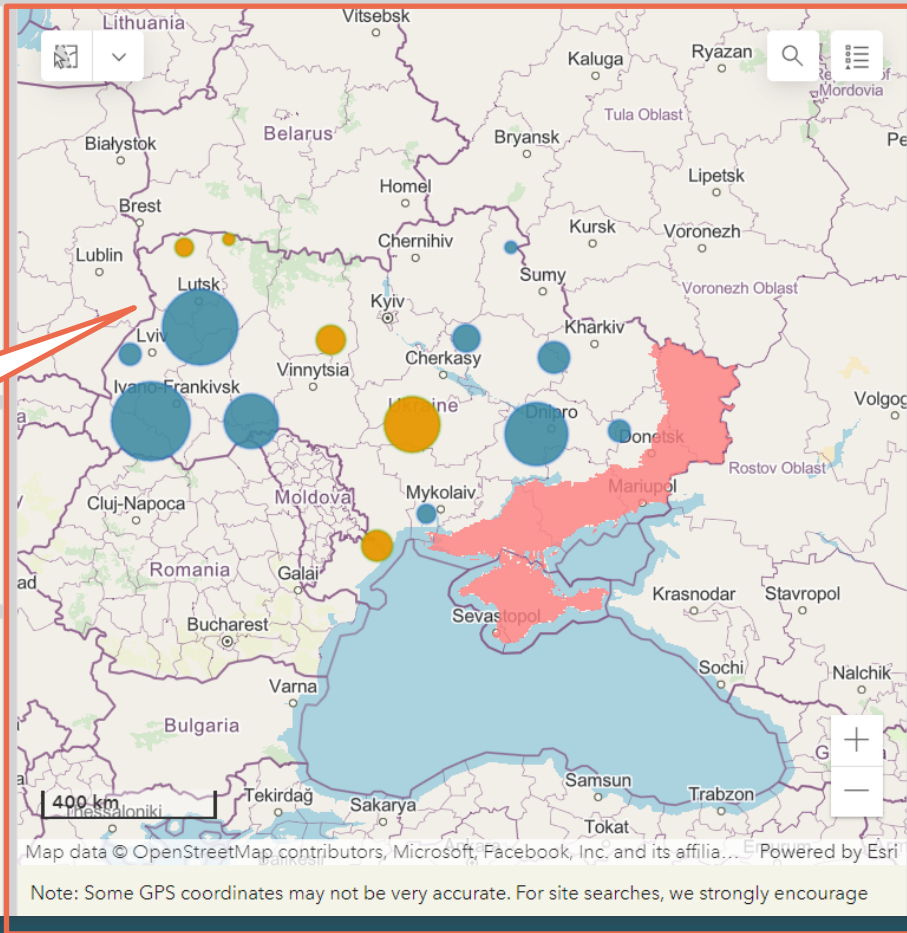 Vitsebsk
Lithuania
Kaluga
Ryazan
Mordovia
Tula Oblast
Belarus
Bryansk
Białystok
Pe
Lipetsk
Homel
Brest
Kursk
Voronezh
Chernihiv
Lublin
Sumy
Lutsk
Voronezh Oblast
Kyiv
Kharkiv
Lviv
Cherkasy
Vinnytsia
Ivano-Frankivsk
Volgog
Ukraine
Dnipro
Donetsk
Rostov Oblast
Mariupol
Mykolaiv
Moldova
Cluj-Napoca
Romania
Galai
ad
Krasnodar
Stavropol
Sevastopol
Bucharest
Sochi
Nalchik
Varna
Bulgaria
Samsun
Trabzon
Tekirdağ
400 km
Sakarya
Thessaloniki
Tokat
Map data © OpenStreetMap contributors, Microsoft, Facebook, Inc. and its affilia... Powered by Esri
Note: Some GPS coordinates may not be very accurate. For site searches, we strongly encourage